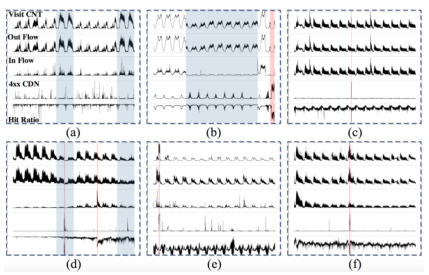 Visit CNT
Out Flow
In Flow
4xx CDN
Hit Ratio
(a)
(b)
(c)
(d)
(e)
(f)